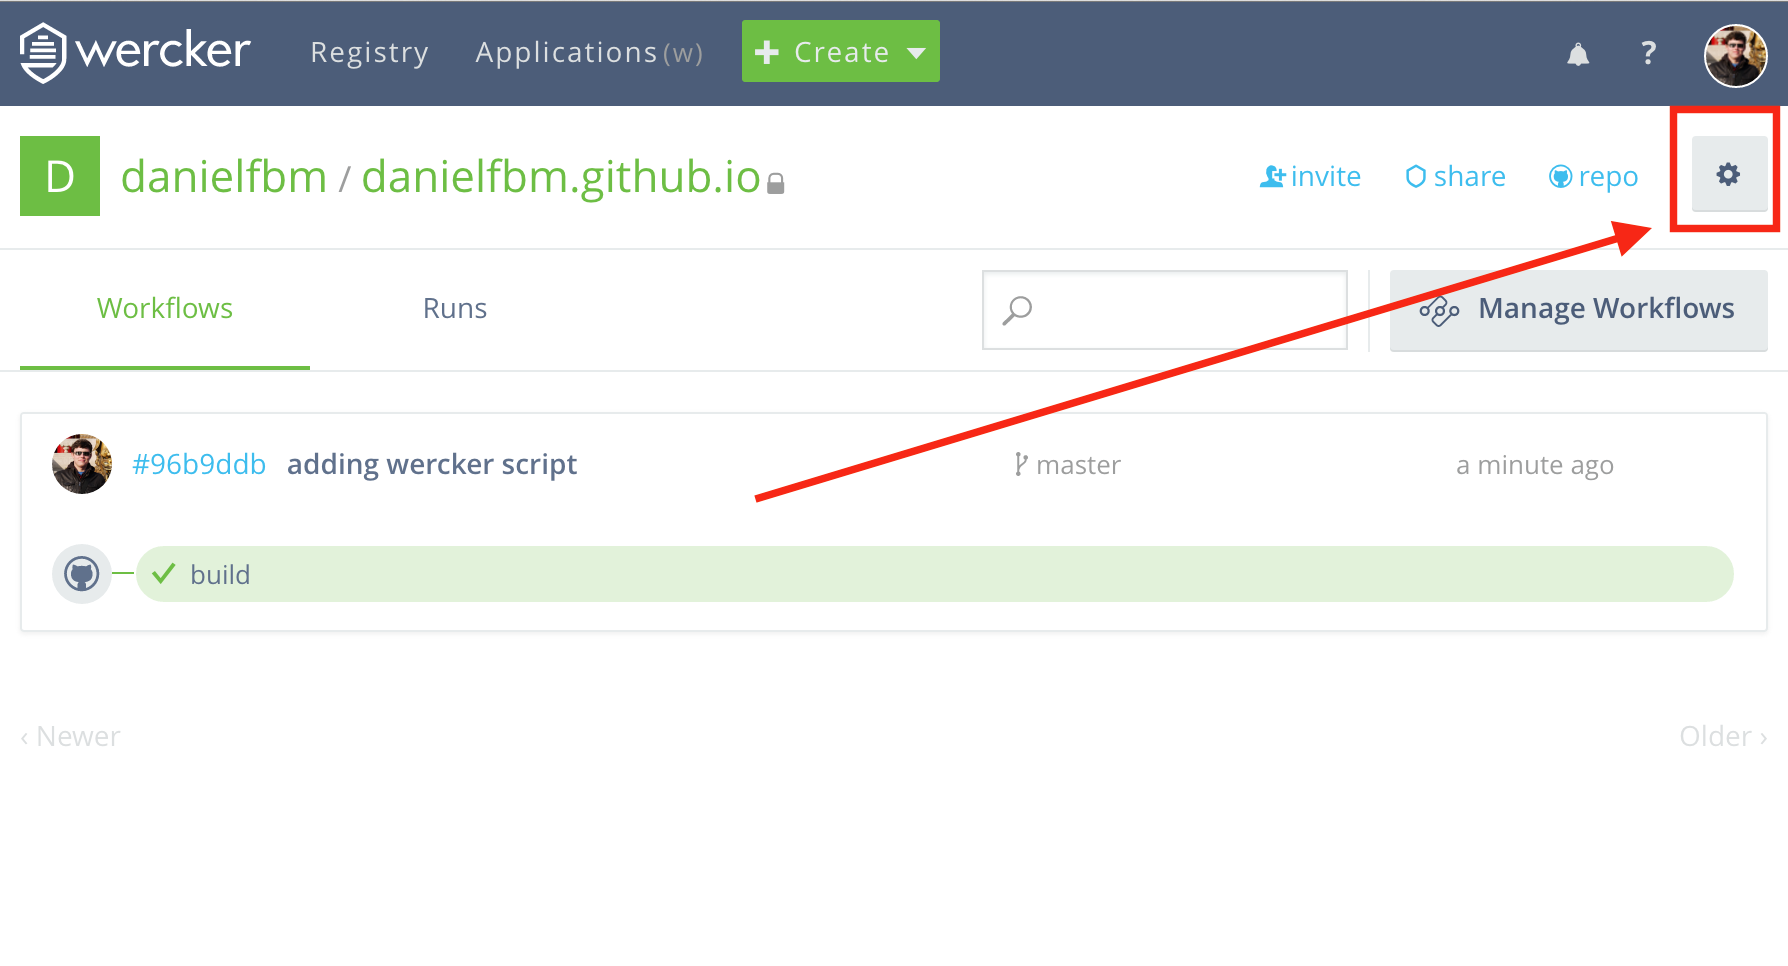 wercker Registry Applications (w) + Create ?
D danielfbm / danielfbm.github.io invite share repo
Workflows Runs Manage Workflows
#96b9ddb adding wercker script master a minute ago
build
‹ Newer Older ›